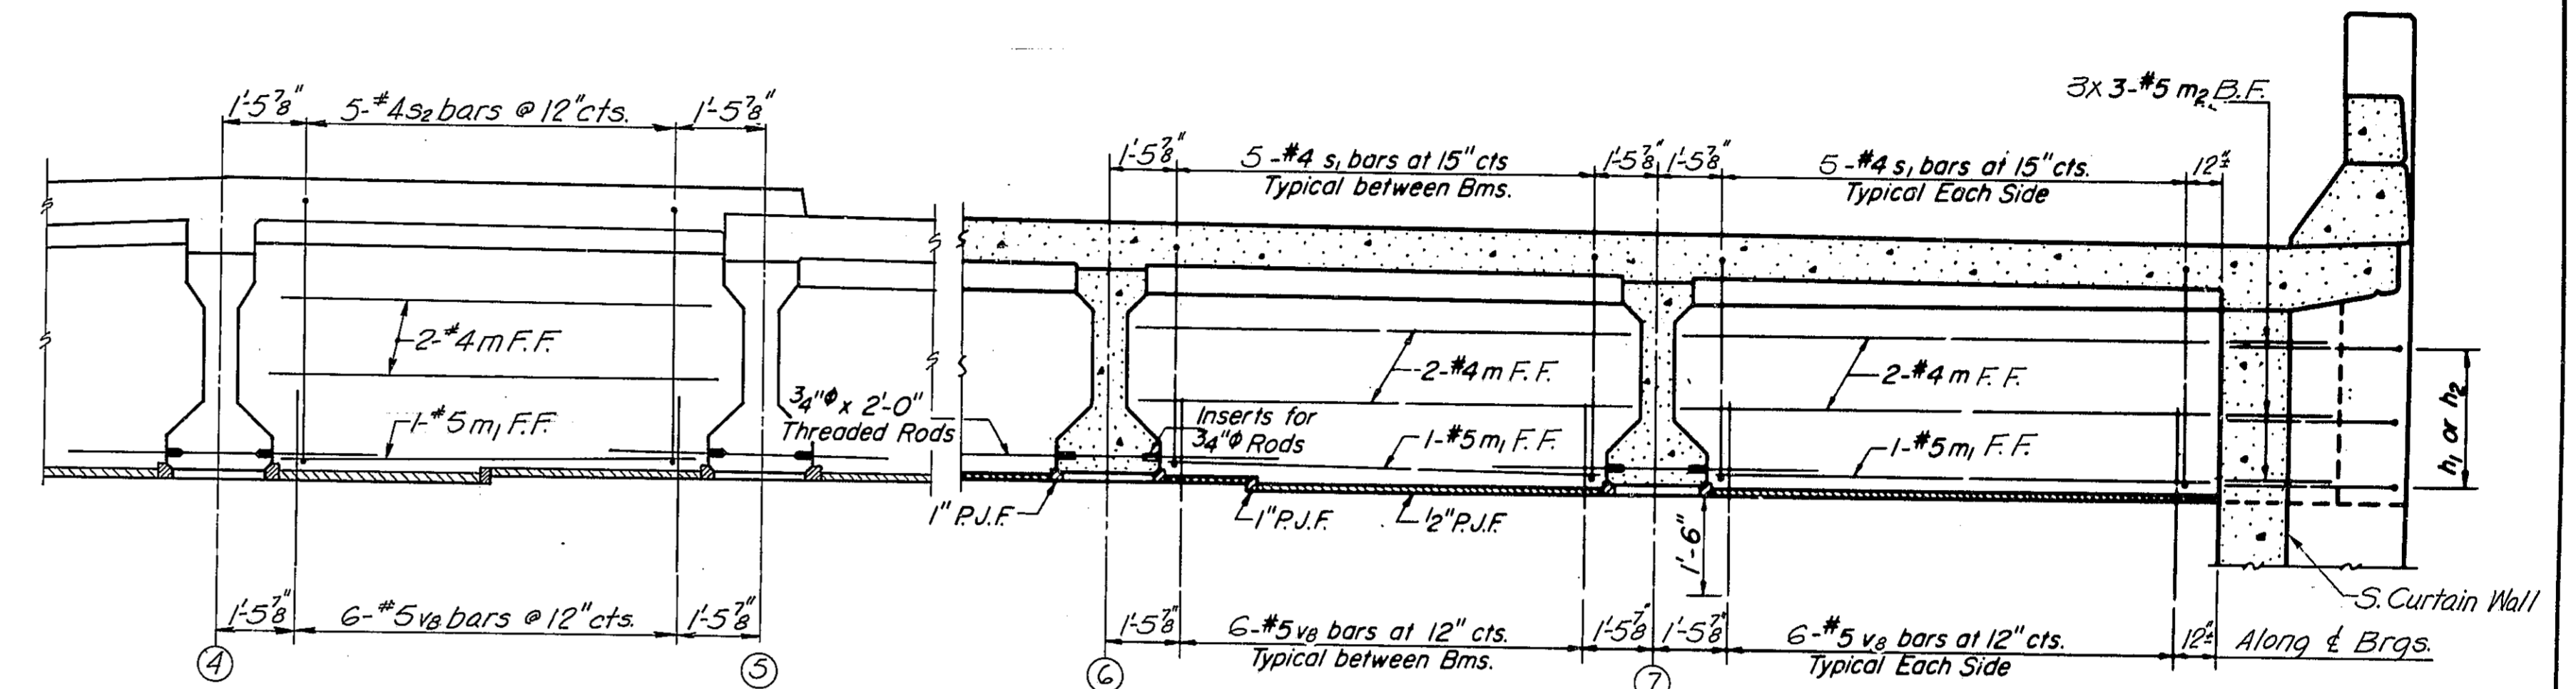 3x 3-#5 m₂ B.F.
1'-5⅞"
5-#4s₂ bars @ 12"cts.
1'-5⅞"
1'-5⅞"
5-#4 s₁ bars at 15"cts
Typical between Bms.
1'-5⅞"
1'-5⅞"
5-#4 s₁ bars at 15"cts.
Typical Each Side
12"±
2-#4 m F.F.
1-#5 m₁ F.F.
¾"Φ x 2'-0"
Threaded Rods
Inserts for
¾"Φ Rods
2-#4 m F.F.
1-#5 m₁ F.F.
2-#4 m F.F.
1-#5 m₁ F.F.
h₁ or h₂
1" P.J.F.
1" P.J.F.
½" P.J.F.
1'-6"
S. Curtain Wall
1'-5⅞"
6-#5 v₈ bars @ 12"cts.
1'-5⅞"
1'-5⅞"
6-#5 v₈ bars at 12" cts.
Typical between Bms.
1'-5⅞"
1'-5⅞"
6-#5 v₈ bars at 12"cts.
Typical Each Side
12"±
Along ₵ Brgs.
4
5
6
7